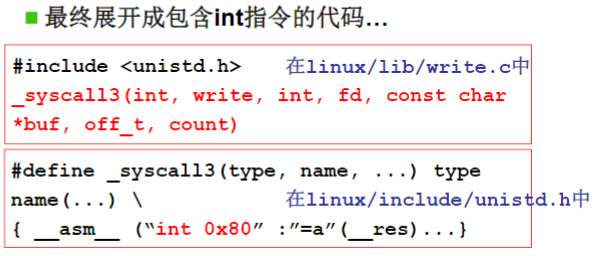 最终展开成包含int指令的代码…
#include <unistd.h> 在linux/lib/write.c中
_syscall3(int, write, int, fd, const char
*buf, off_t, count)
#define _syscall3(type, name, ...) type
name(...) \ 在linux/include/unistd.h中
{ __asm__ (“int 0x80” :”=a”(__res)...}